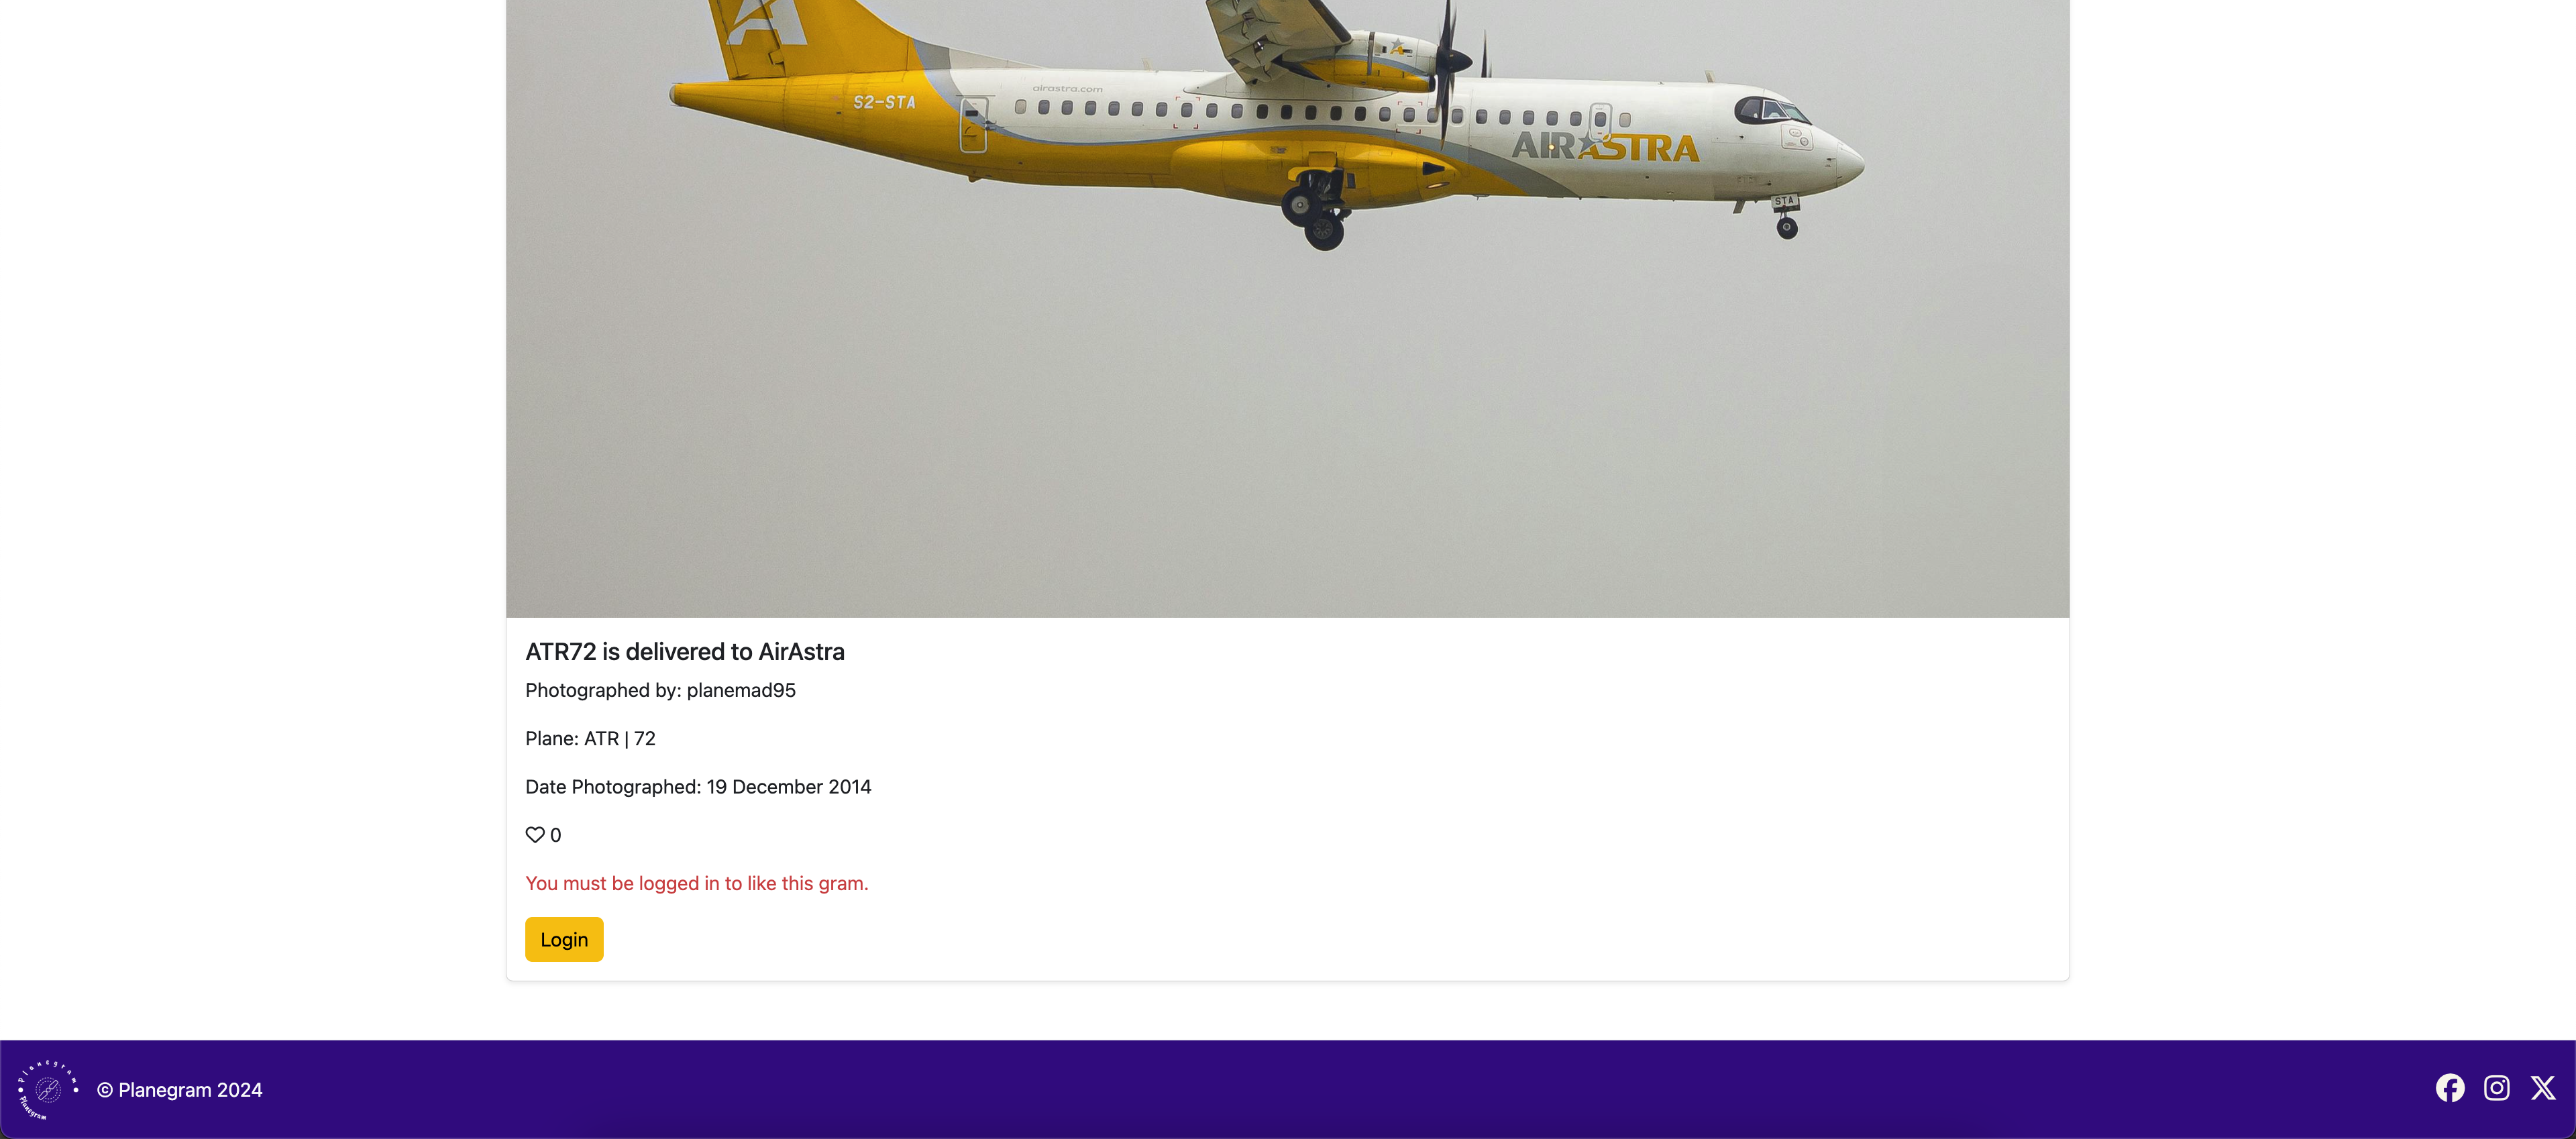 A
S2-STA
airastra.com
AIRASTRA
STA
ATR72 is delivered to AirAstra
Photographed by: planemad95
Plane: ATR | 72
Date Photographed: 19 December 2014
0
You must be logged in to like this gram.
Login
Planegram
Planegram
© Planegram 2024